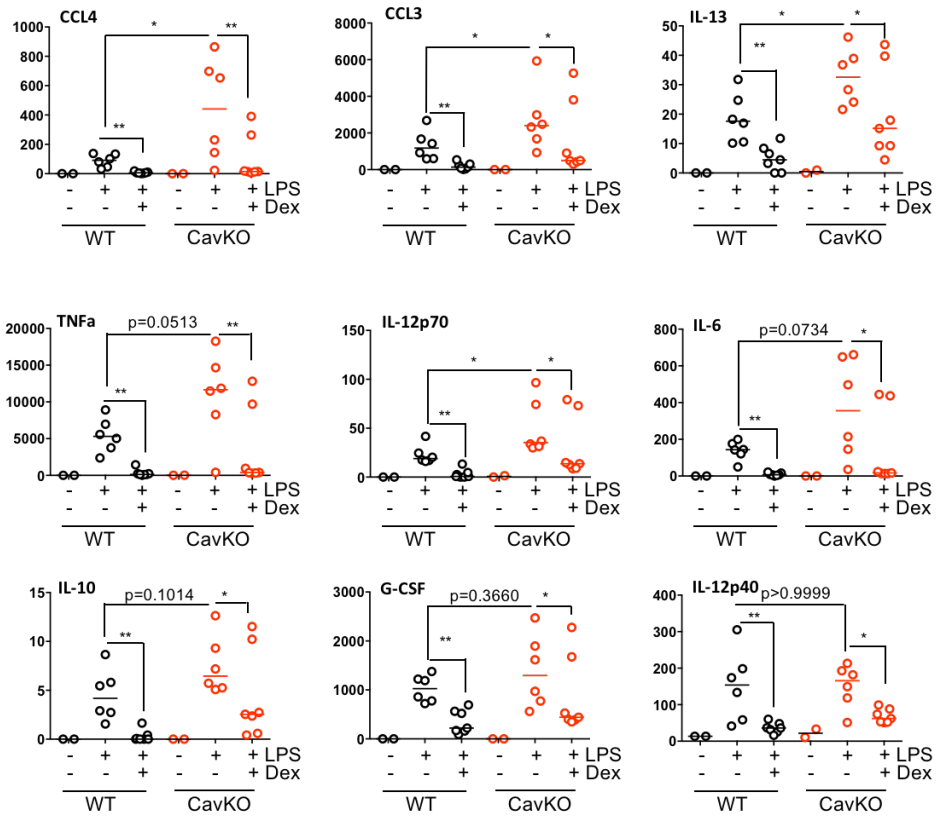 CCL4
1000
800
600
400
200
0
* **
**
- + + - + + LPS
- - + - - + Dex
WT CavKO
CCL3
8000
6000
4000
2000
0
* *
**
- + + - + + LPS
- - + - - + Dex
WT CavKO
IL-13
50
40
30
20
10
0
* *
**
- + + - + + LPS
- - + - - + Dex
WT CavKO
TNFa
20000
15000
10000
5000
0
p=0.0513 **
**
- + + - + + LPS
- - + - - + Dex
WT CavKO
IL-12p70
150
100
50
0
* *
**
- + + - + + LPS
- - + - - + Dex
WT CavKO
IL-6
800
600
400
200
0
p=0.0734 *
**
- + + - + + LPS
- - + - - + Dex
WT CavKO
IL-10
15
10
5
0
p=0.1014 *
**
- + + - + + LPS
- - + - - + Dex
WT CavKO
G-CSF
3000
2000
1000
0
p=0.3660 *
**
- + + - + + LPS
- - + - - + Dex
WT CavKO
IL-12p40
400
300
200
100
0
p>0.9999
** *
- + + - + + LPS
- - + - - + Dex
WT CavKO